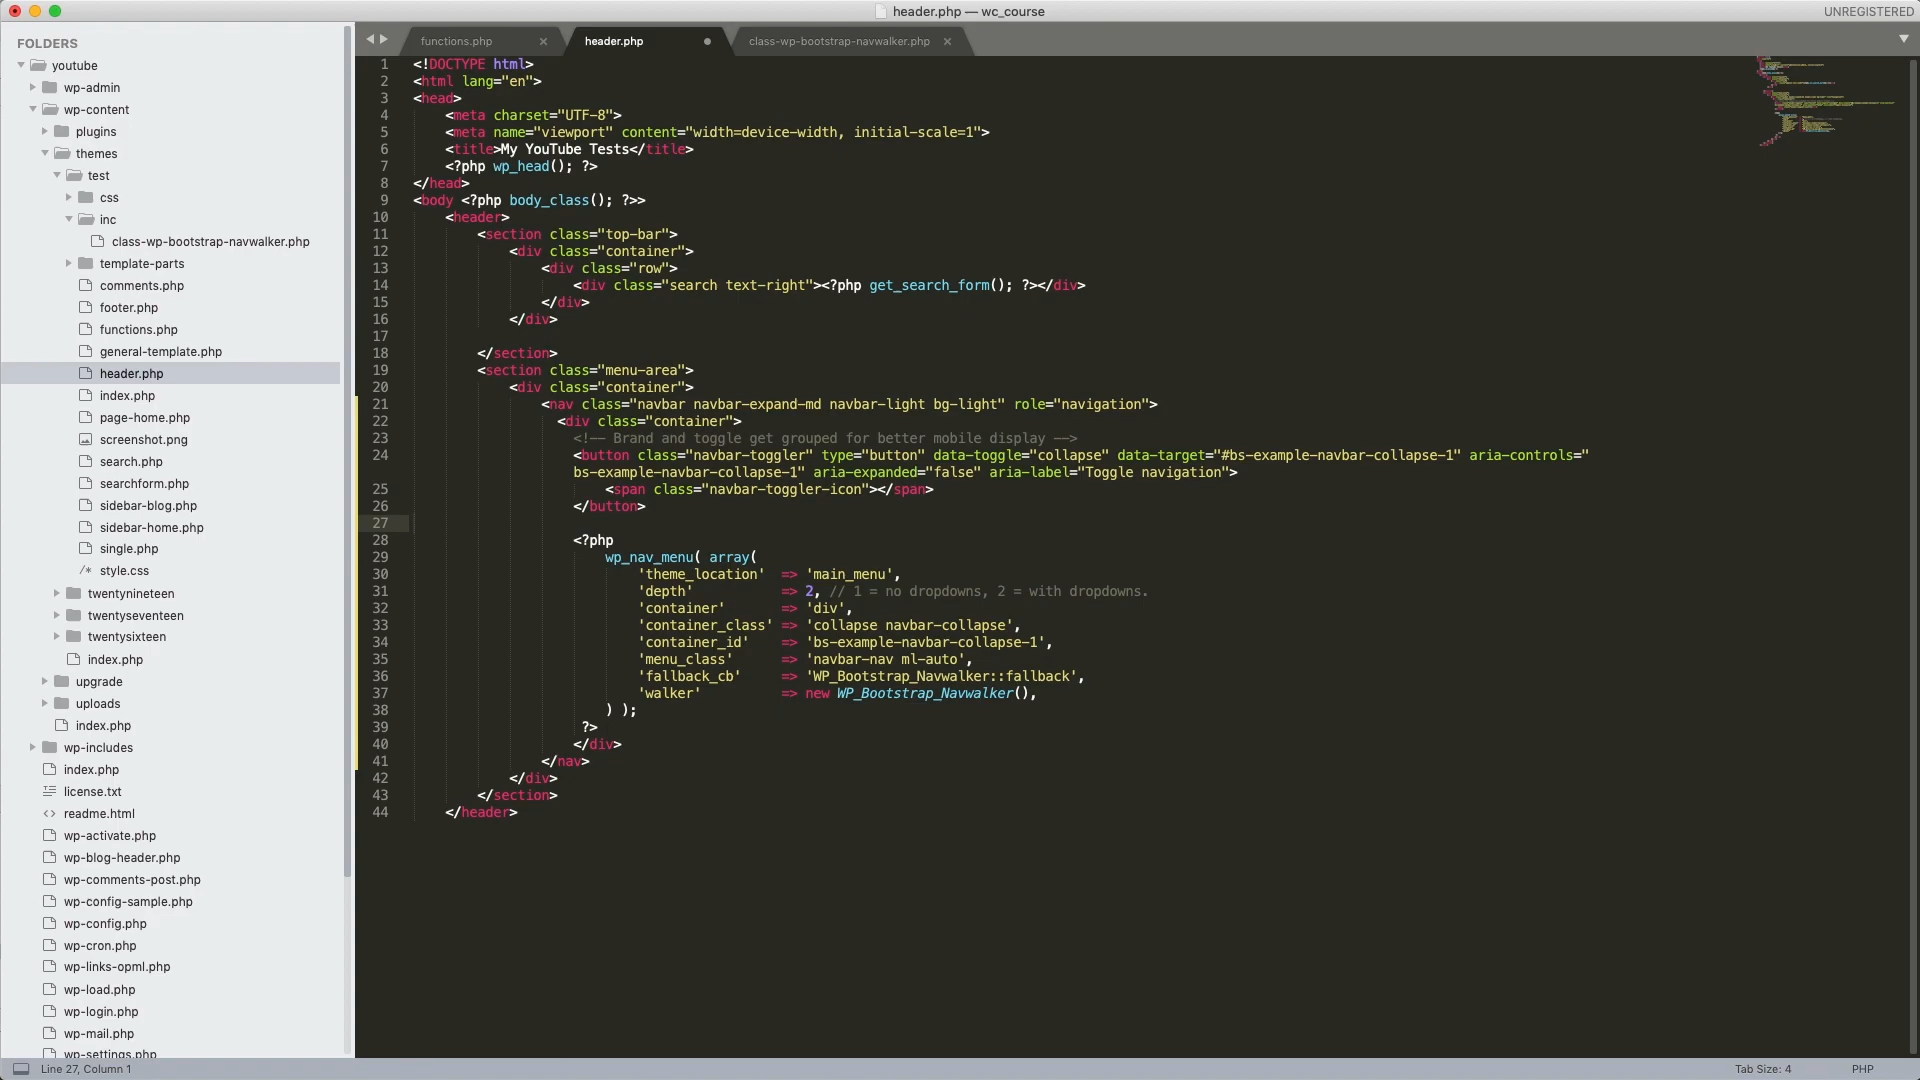 header.php — wc_course
UNREGISTERED
FOLDERS
youtube
wp-admin
wp-content
plugins
themes
test
css
inc
class-wp-bootstrap-navwalker.php
template-parts
comments.php
footer.php
functions.php
general-template.php
header.php
index.php
page-home.php
screenshot.png
search.php
searchform.php
sidebar-blog.php
sidebar-home.php
single.php
/* style.css
twentynineteen
twentyseventeen
twentysixteen
index.php
upgrade
uploads
index.php
wp-includes
index.php
license.txt
<> readme.html
wp-activate.php
wp-blog-header.php
wp-comments-post.php
wp-config-sample.php
wp-config.php
wp-cron.php
wp-links-opml.php
wp-load.php
wp-login.php
wp-mail.php
wp-settings.php
functions.php
header.php
class-wp-bootstrap-navwalker.php
1 <!DOCTYPE html>
2 <html lang="en">
3 <head>
4 <meta charset="UTF-8">
5 <meta name="viewport" content="width=device-width, initial-scale=1">
6 <title>My YouTube Tests</title>
7 <?php wp_head(); ?>
8 </head>
9 <body <?php body_class(); ?>>
10 <header>
11 <section class="top-bar">
12 <div class="container">
13 <div class="row">
14 <div class="search text-right"><?php get_search_form(); ?></div>
15 </div>
16 </div>
17
18 </section>
19 <section class="menu-area">
20 <div class="container">
21 <nav class="navbar navbar-expand-md navbar-light bg-light" role="navigation">
22 <div class="container">
23 <!-- Brand and toggle get grouped for better mobile display -->
24 <button class="navbar-toggler" type="button" data-toggle="collapse" data-target="#bs-example-navbar-collapse-1" aria-controls="
bs-example-navbar-collapse-1" aria-expanded="false" aria-label="Toggle navigation">
25 <span class="navbar-toggler-icon"></span>
26 </button>
27
28 <?php
29 wp_nav_menu( array(
30 'theme_location' => 'main_menu',
31 'depth' => 2, // 1 = no dropdowns, 2 = with dropdowns.
32 'container' => 'div',
33 'container_class' => 'collapse navbar-collapse',
34 'container_id' => 'bs-example-navbar-collapse-1',
35 'menu_class' => 'navbar-nav ml-auto',
36 'fallback_cb' => 'WP_Bootstrap_Navwalker::fallback',
37 'walker' => new WP_Bootstrap_Navwalker(),
38 ) );
39 ?>
40 </div>
41 </nav>
42 </div>
43 </section>
44 </header>
Line 27, Column 1
Tab Size: 4
PHP